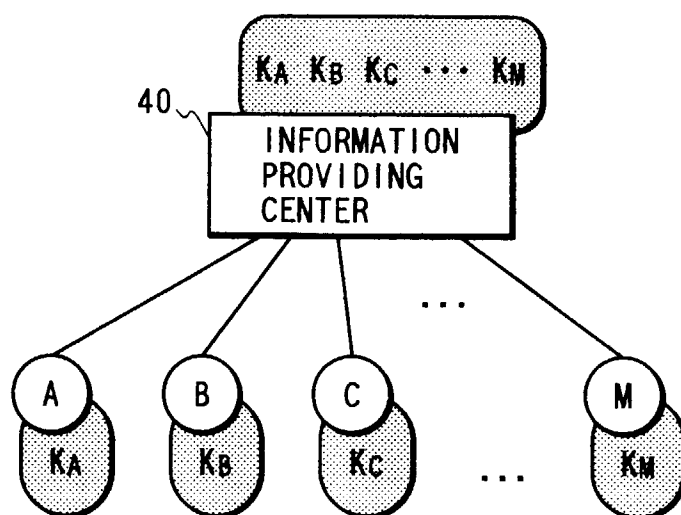 KA KB KC ··· KM
40
INFORMATION
PROVIDING
CENTER
...
A B C M
KA KB KC ... KM